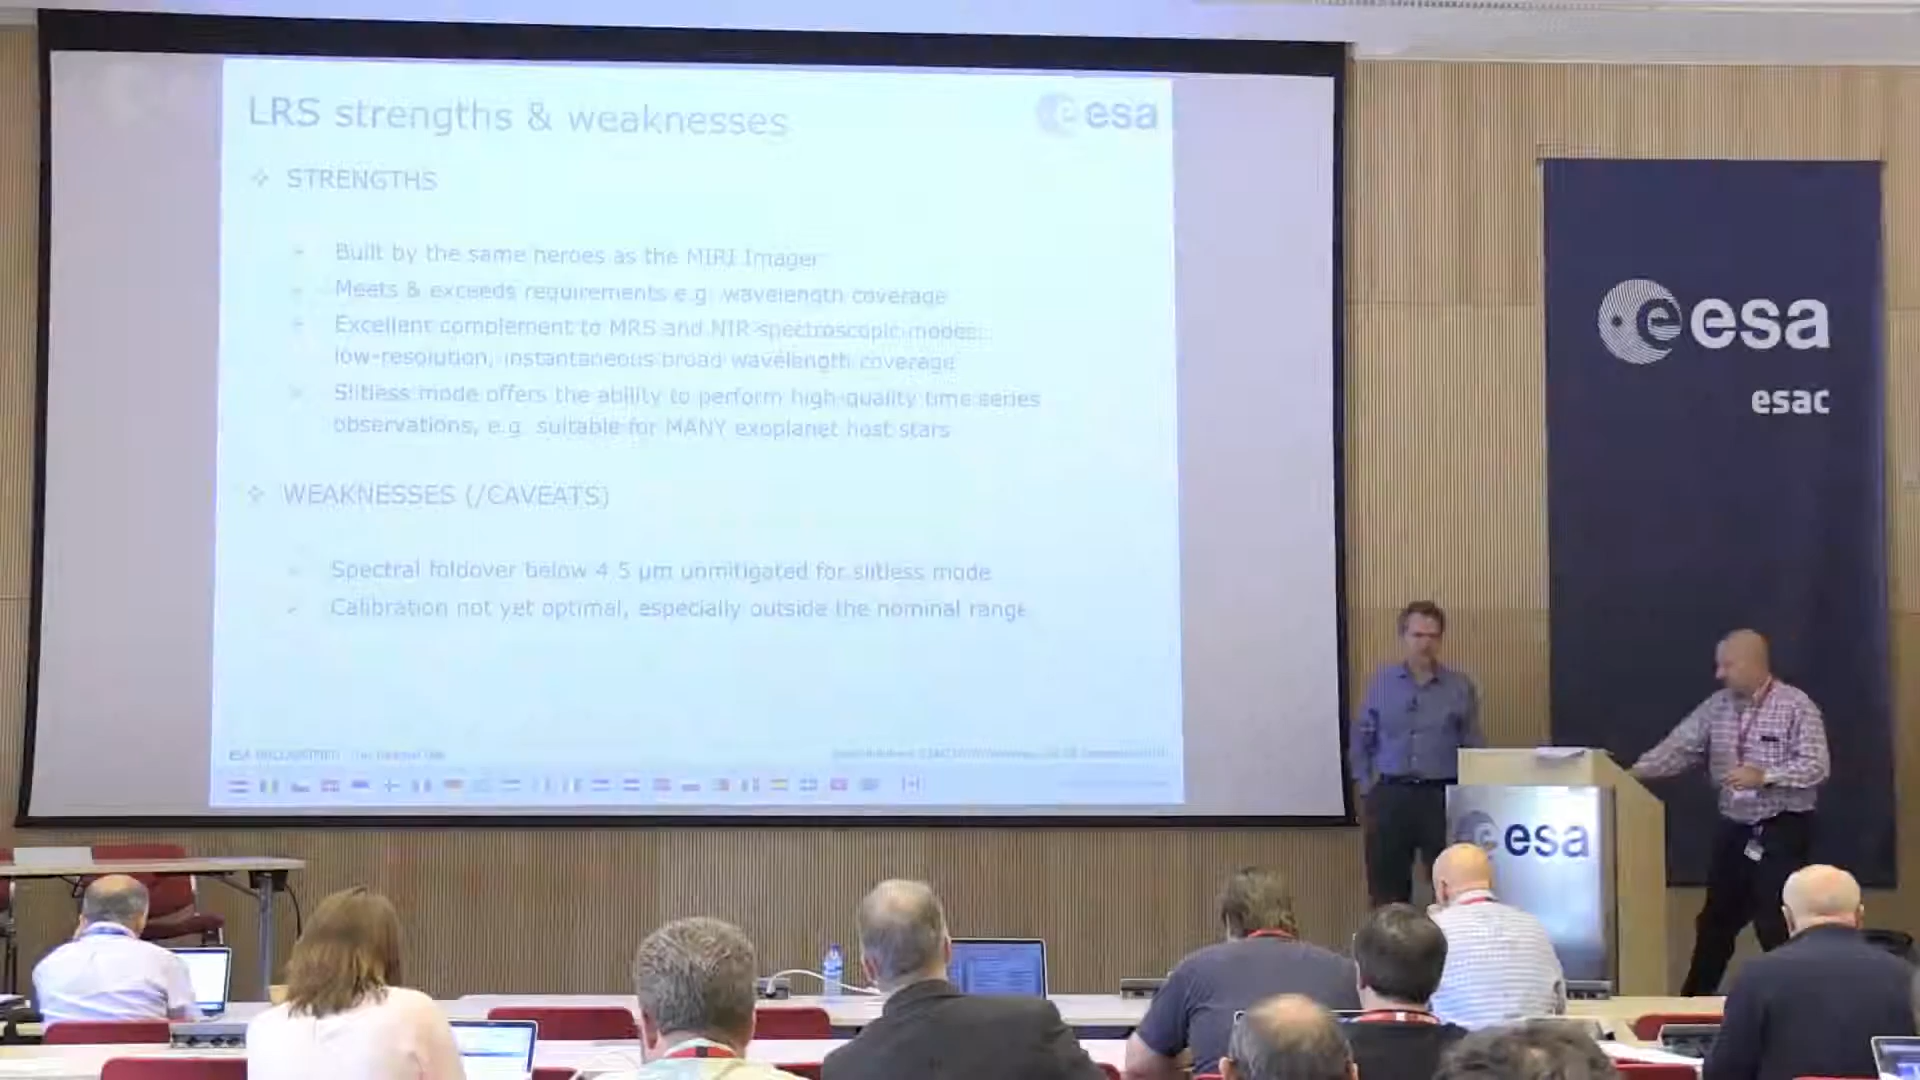 LRS strengths & weaknesses
esa
STRENGTHS
Built by the same heroes as the MIRI Imager
Meets & exceeds requirements e.g. wavelength coverage
Excellent complement to MRS and NIR spectroscopic modes:
low-resolution, instantaneous broad wavelength coverage
Slitless mode offers the ability to perform high-quality time series
observations, e.g. suitable for MANY exoplanet host stars
WEAKNESSES (/CAVEATS)
Spectral foldover below 4.5 µm unmitigated for slitless mode
Calibration not yet optimal, especially outside the nominal range
esa
esac
esa